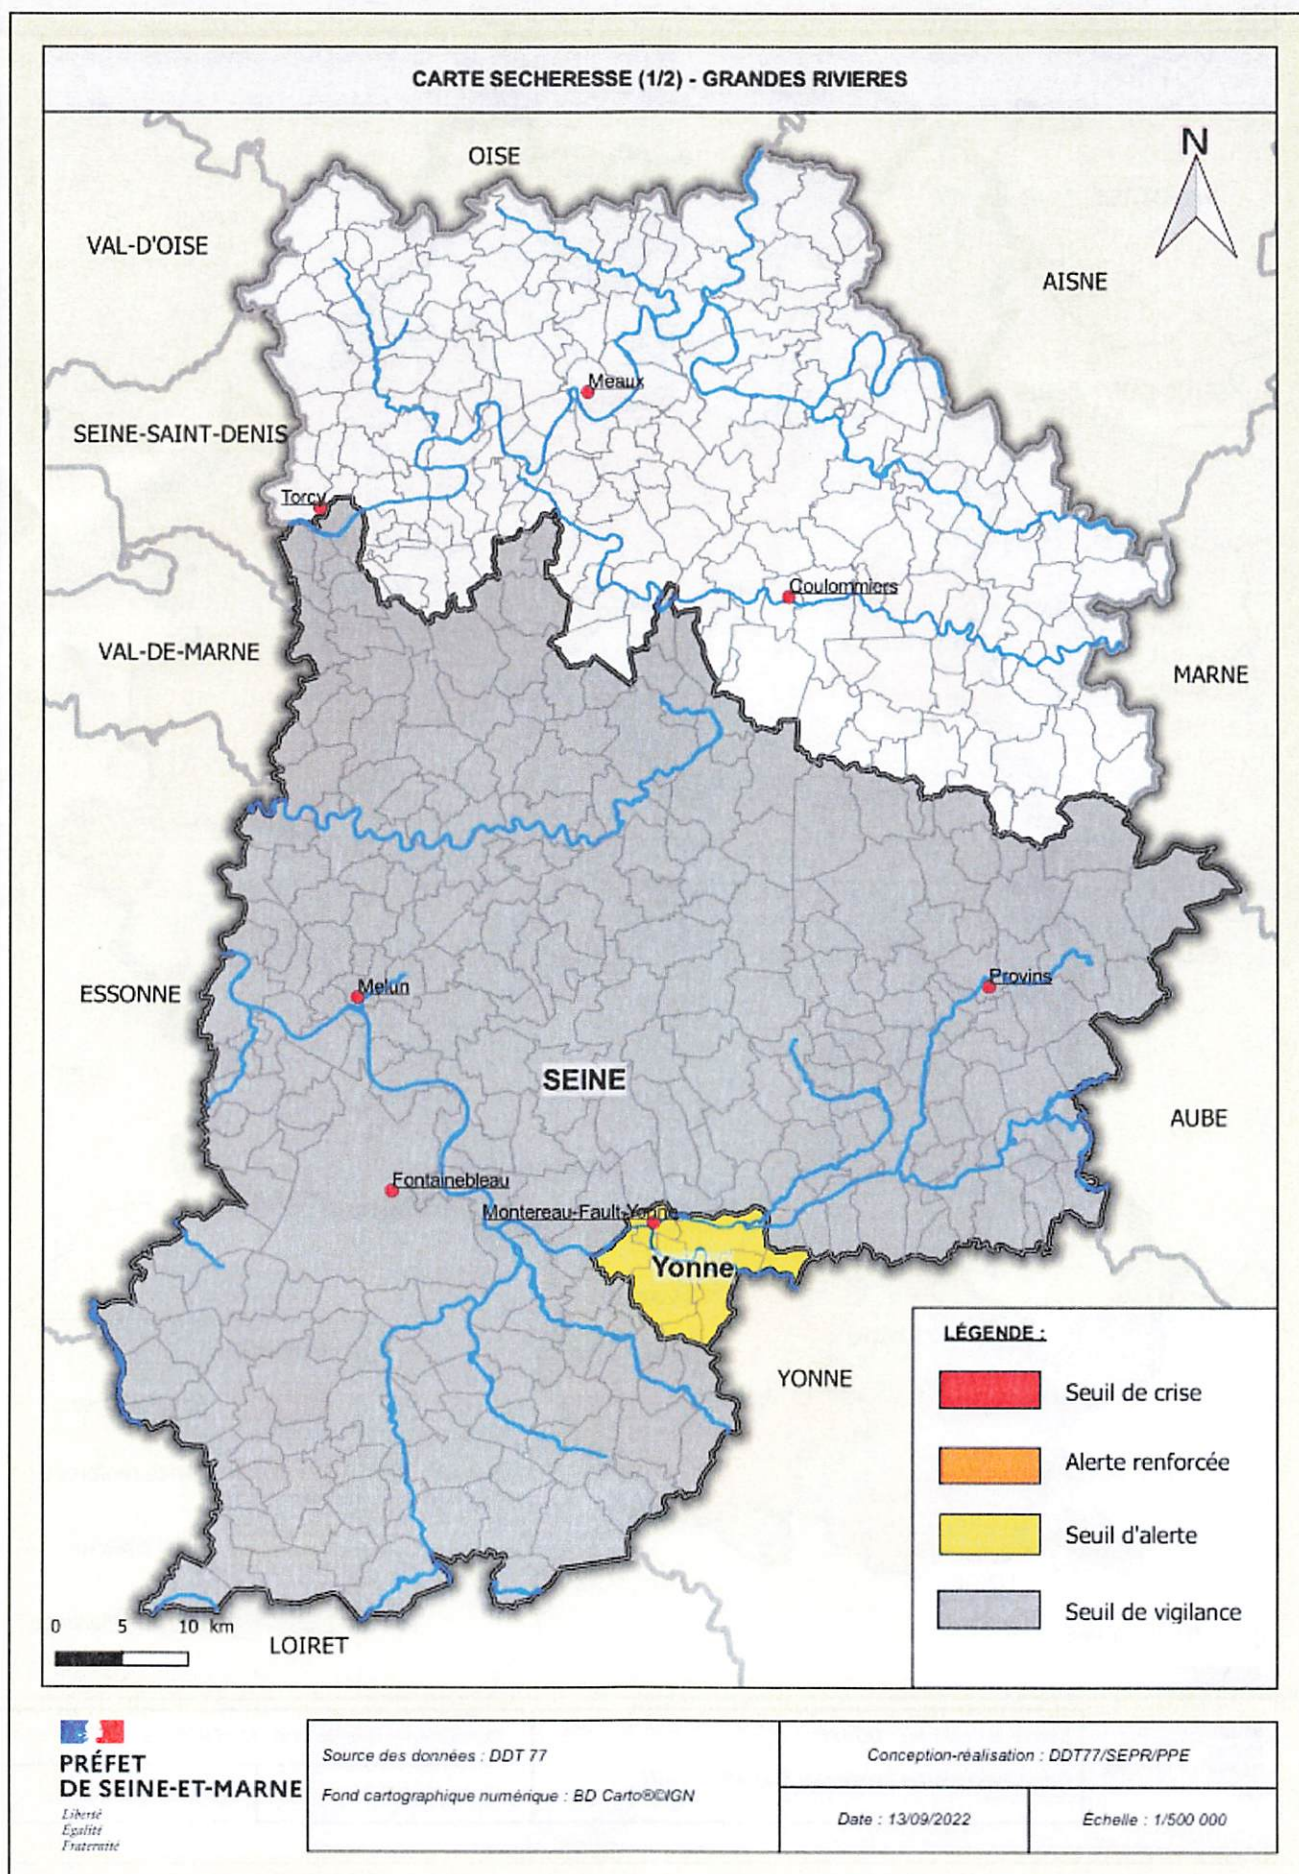 CARTE SECHERESSE (1/2) - GRANDES RIVIERES
N
OISE
VAL-D'OISE
AISNE
Meaux
SEINE-SAINT-DENIS
Torcy
Coulommiers
VAL-DE-MARNE
MARNE
ESSONNE
Melun
Provins
SEINE
AUBE
Fontainebleau
Montereau-Fault-Yonne
Yonne
YONNE
LÉGENDE :
Seuil de crise
Alerte renforcée
Seuil d'alerte
Seuil de vigilance
0 5 10 km
LOIRET
PRÉFET
DE SEINE-ET-MARNE
Liberté
Égalité
Fraternité
Source des données : DDT 77
Fond cartographique numérique : BD Carto®©IGN
Conception-réalisation : DDT77/SEPR/PPE
Date : 13/09/2022
Échelle : 1/500 000